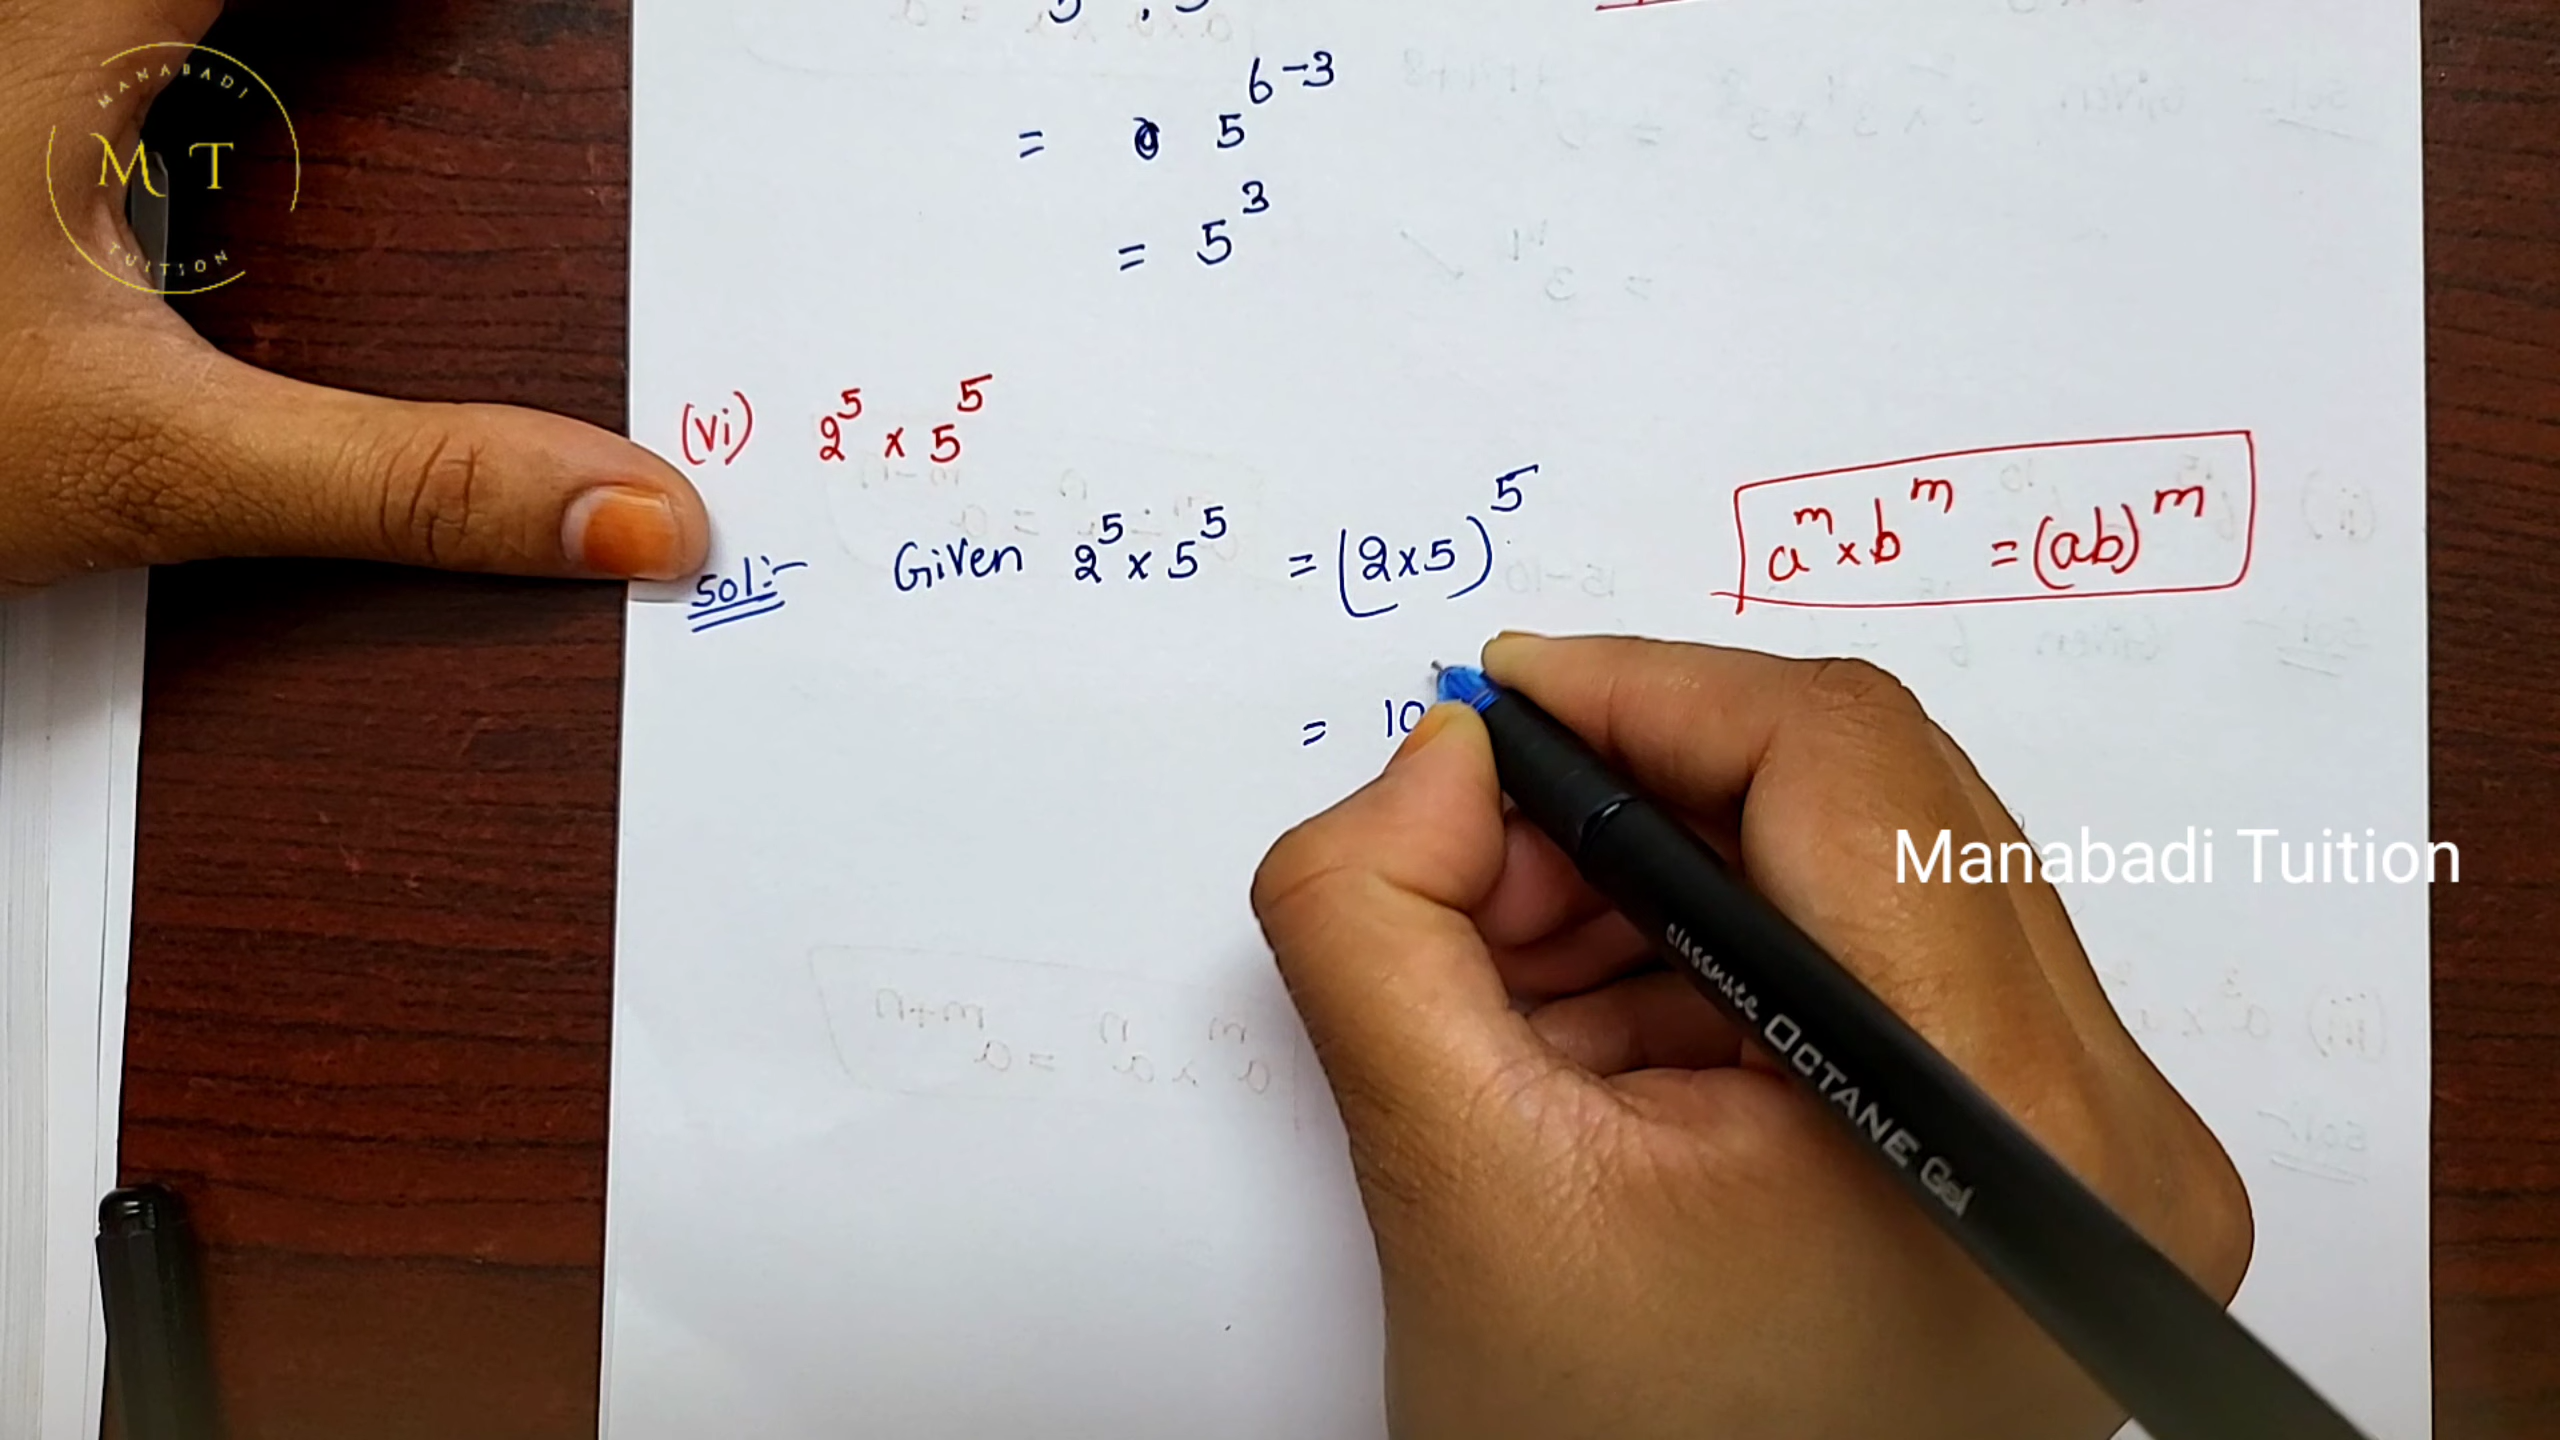 MANABADI
M T
TUITION
= 5^{6-3}
= 5^3
(vi) 2^5 × 5^5
Sol:- Given 2^5 × 5^5 = (2×5)^5
a^m × b^m = (ab)^m
= 10
Manabadi Tuition
classmate OCTANE Gel